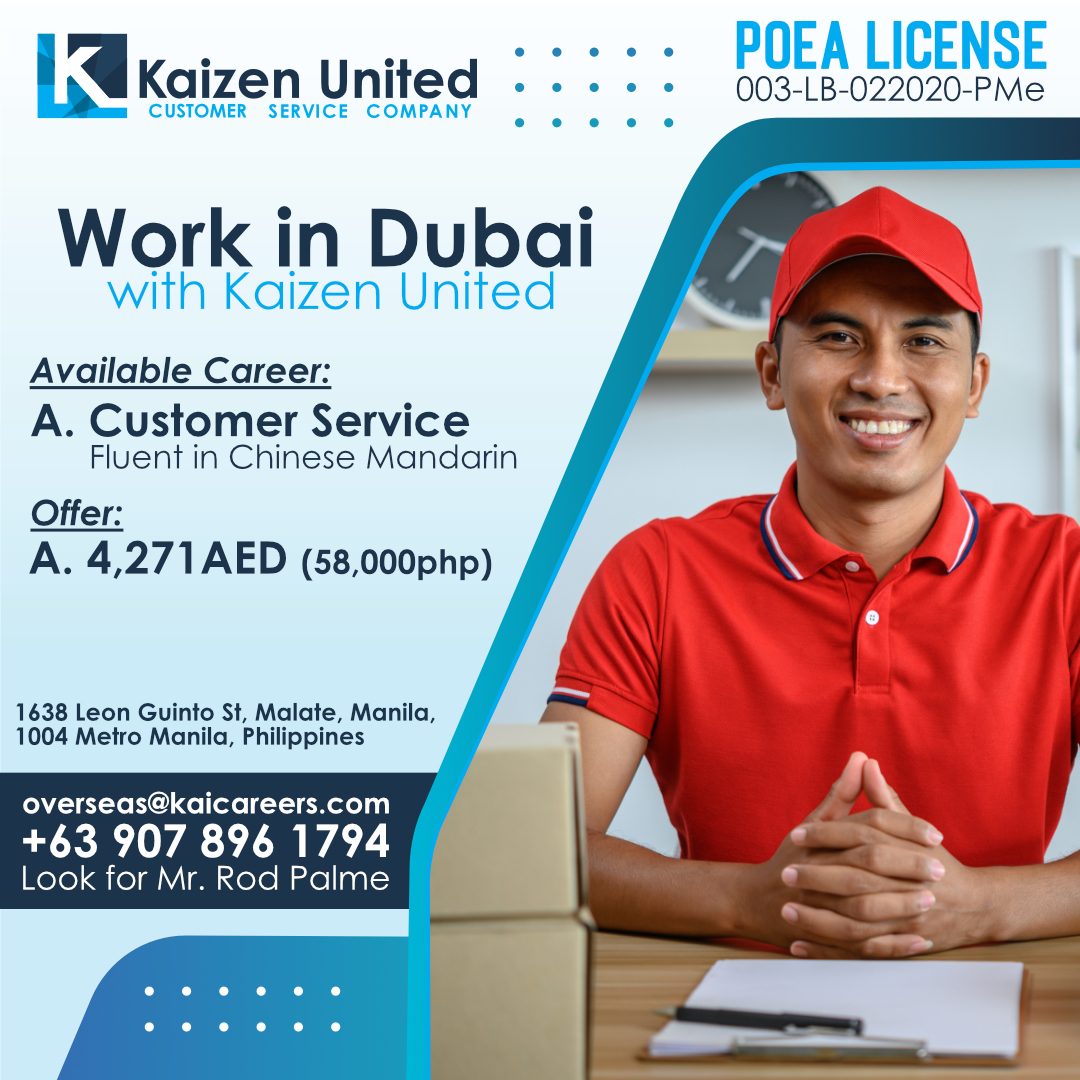 Kaizen United
CUSTOMER SERVICE COMPANY
POEA LICENSE
003-LB-022020-PMe
Work in Dubai
with Kaizen United
Available Career:
A. Customer Service
Fluent in Chinese Mandarin
Offer:
A. 4,271AED (58,000php)
1638 Leon Guinto St, Malate, Manila,
1004 Metro Manila, Philippines
overseas@kaicareers.com
+63 907 896 1794
Look for Mr. Rod Palme